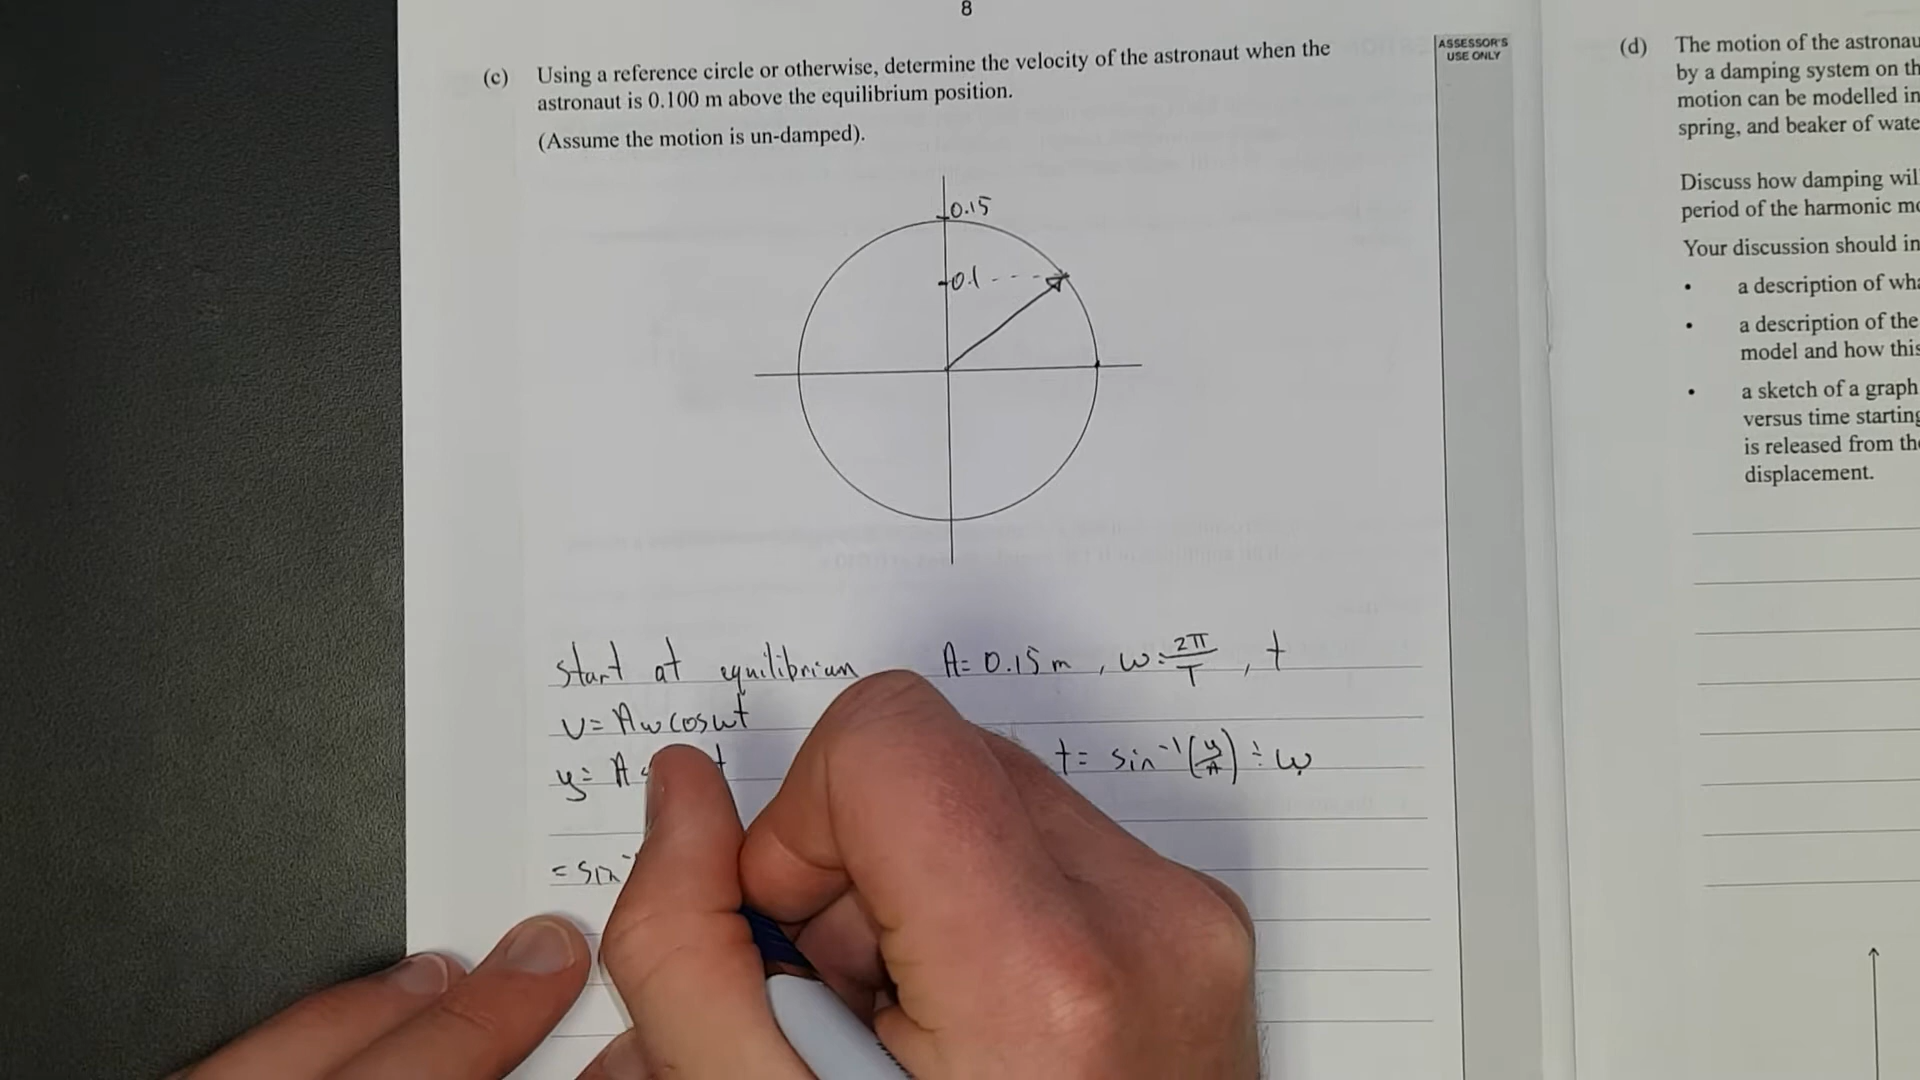 8
(c) Using a reference circle or otherwise, determine the velocity of the astronaut when the
astronaut is 0.100 m above the equilibrium position.
(Assume the motion is un-damped).
ASSESSOR'S
USE ONLY
0.15
0.1
start at equilibrium A = 0.15 m , ω = 2π/T , t
v = Aω cos ωt
y = A
t = sin⁻¹(y/A) ÷ ω
= sin⁻
(d) The motion of the astronau
by a damping system on th
motion can be modelled in
spring, and beaker of wate
Discuss how damping wil
period of the harmonic mo
Your discussion should in
• a description of wha
• a description of the
model and how this
• a sketch of a graph
versus time starting
is released from the
displacement.